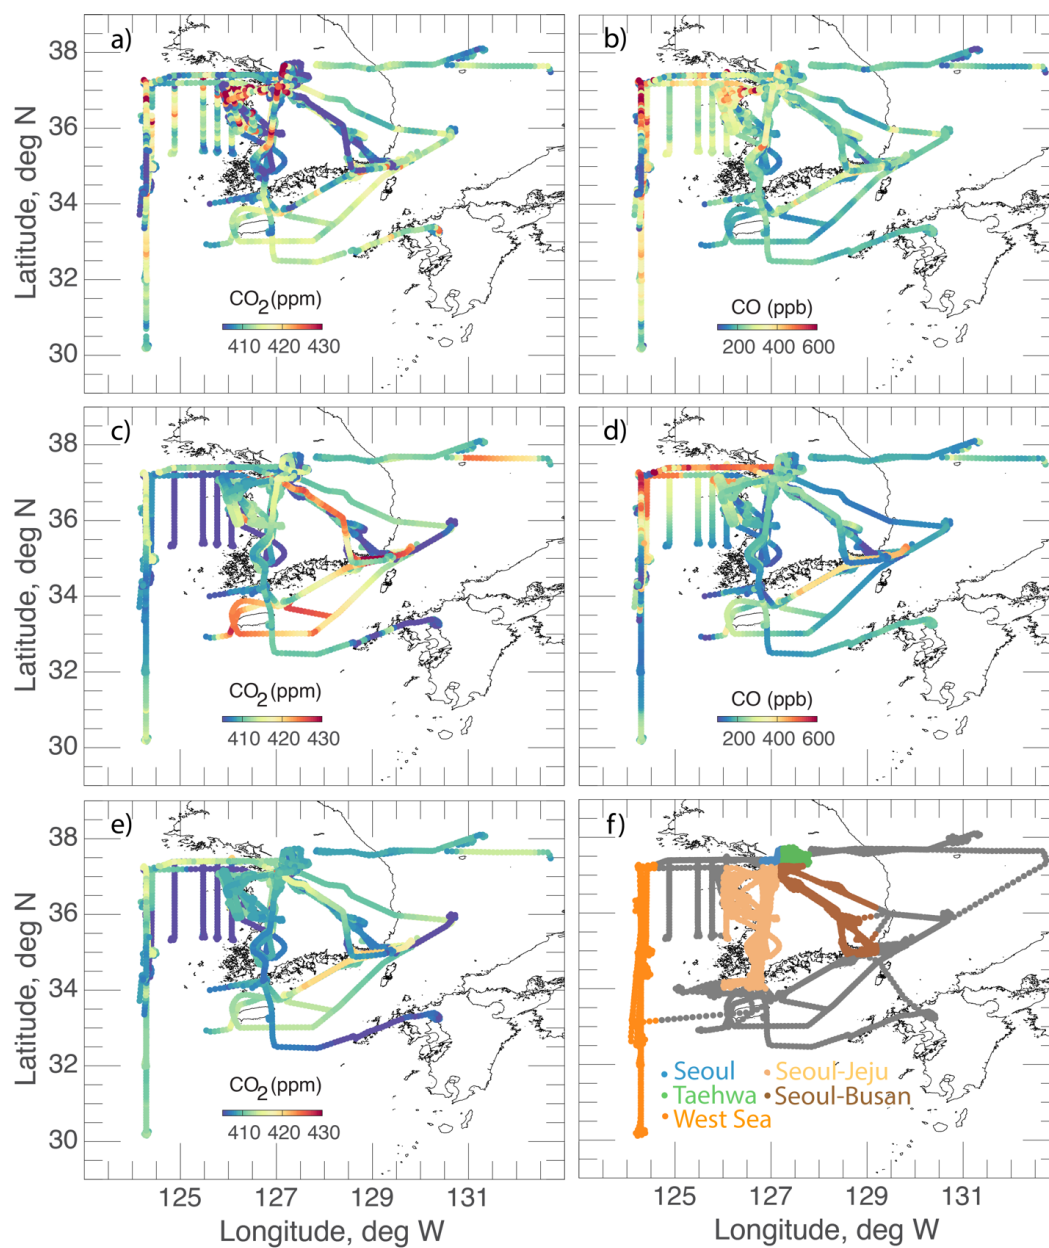 a)
b)
38
36
34
32
30
Latitude, deg N
CO2(ppm)
410 420 430
CO (ppb)
200 400 600
c)
d)
38
36
34
32
30
Latitude, deg N
CO2(ppm)
410 420 430
CO (ppb)
200 400 600
e)
f)
38
36
34
32
30
Latitude, deg N
CO2(ppm)
410 420 430
Seoul
Seoul-Jeju
Taehwa
Seoul-Busan
West Sea
125 127 129 131
125 127 129 131
Longitude, deg W
Longitude, deg W